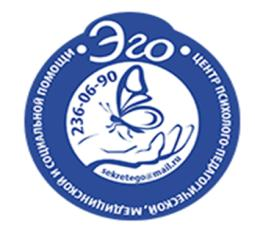 Эго
• ЦЕНТР ПСИХОЛОГО-ПЕДАГОГИЧЕСКОЙ, МЕДИЦИНСКОЙ И СОЦИАЛЬНОЙ ПОМОЩИ •
236-06-90
sekretego@mail.ru